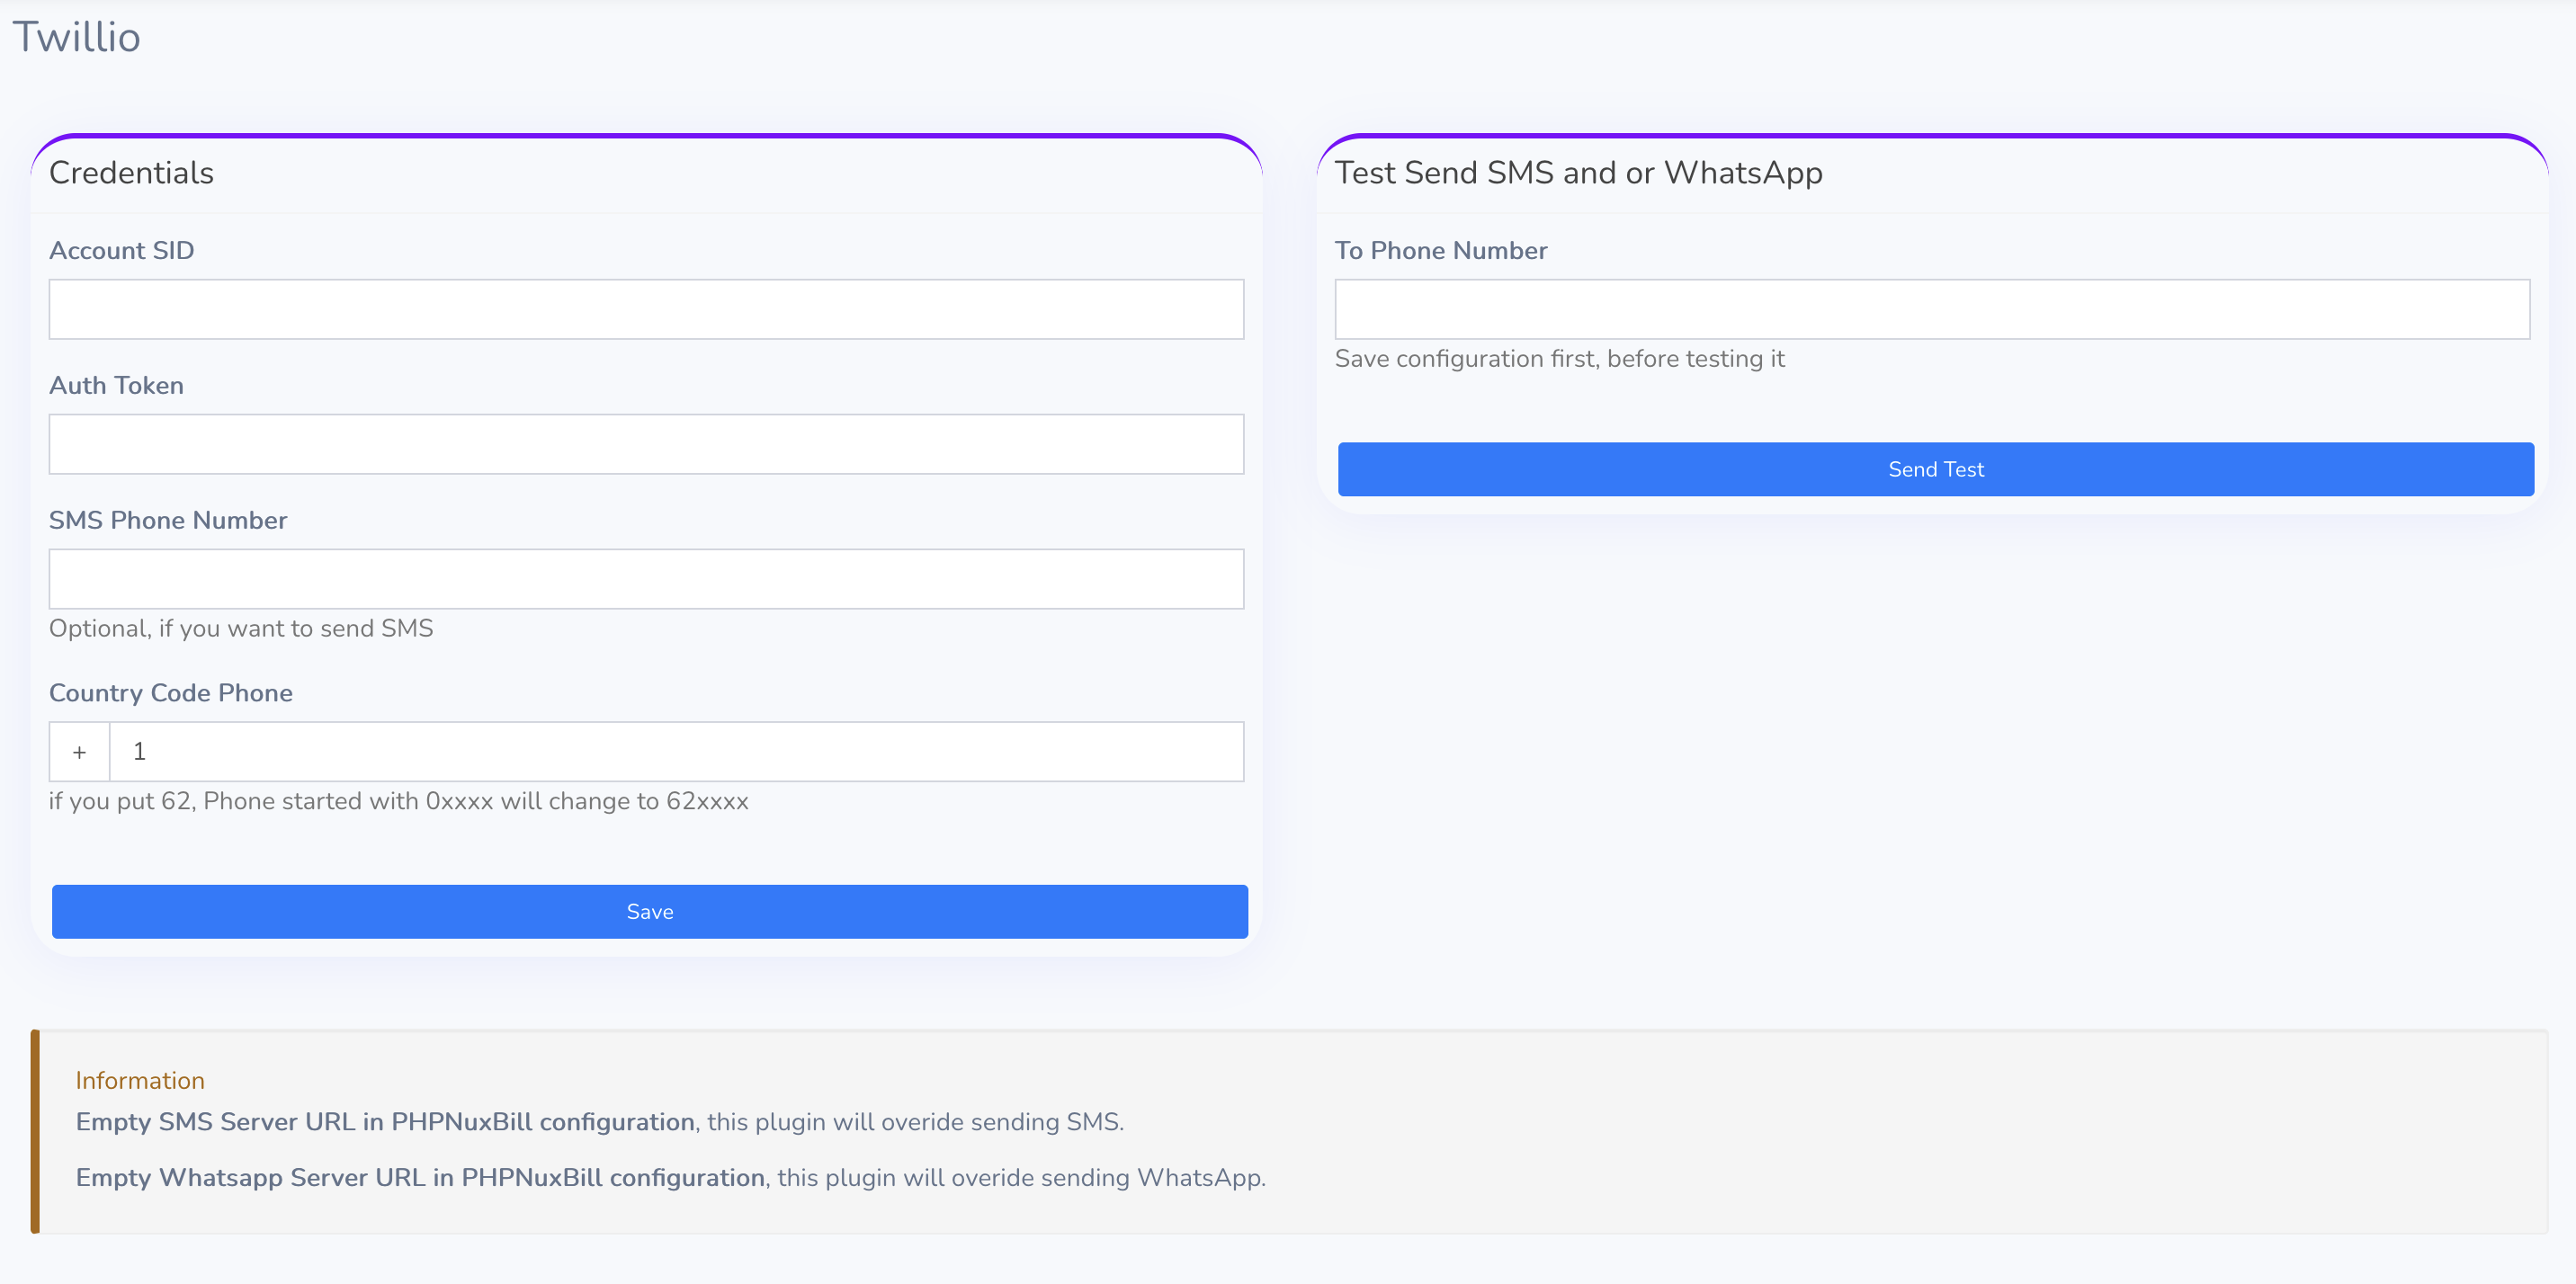 Twillio
Credentials
Account SID
Auth Token
SMS Phone Number
Optional, if you want to send SMS
Country Code Phone
+ 1
if you put 62, Phone started with 0xxxx will change to 62xxxx
Save
Test Send SMS and or WhatsApp
To Phone Number
Save configuration first, before testing it
Send Test
Information
Empty SMS Server URL in PHPNuxBill configuration, this plugin will overide sending SMS.
Empty Whatsapp Server URL in PHPNuxBill configuration, this plugin will overide sending WhatsApp.